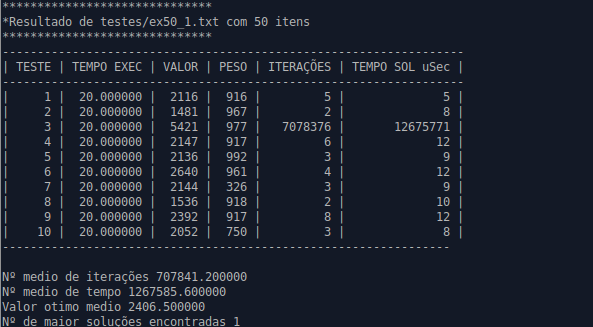 ******************************
*Resultado de testes/ex50_1.txt com 50 itens
******************************
------------------------------------------------------------------
| TESTE | TEMPO EXEC | VALOR | PESO | ITERAÇÕES | TEMPO SOL uSec |
------------------------------------------------------------------
|     1 |  20.000000 |  2116 |  916 |         5 |              5 |
|     2 |  20.000000 |  1481 |  967 |         2 |              8 |
|     3 |  20.000000 |  5421 |  977 |   7078376 |       12675771 |
|     4 |  20.000000 |  2147 |  917 |         6 |             12 |
|     5 |  20.000000 |  2136 |  992 |         3 |              9 |
|     6 |  20.000000 |  2640 |  961 |         4 |             12 |
|     7 |  20.000000 |  2144 |  326 |         3 |              9 |
|     8 |  20.000000 |  1536 |  918 |         2 |             10 |
|     9 |  20.000000 |  2392 |  917 |         8 |             12 |
|    10 |  20.000000 |  2052 |  750 |         3 |              8 |
----------------------------------------------------------------
Nº medio de iterações 707841.200000
Nº medio de tempo 1267585.600000
Valor otimo medio 2406.500000
Nº de maior soluções encontradas 1